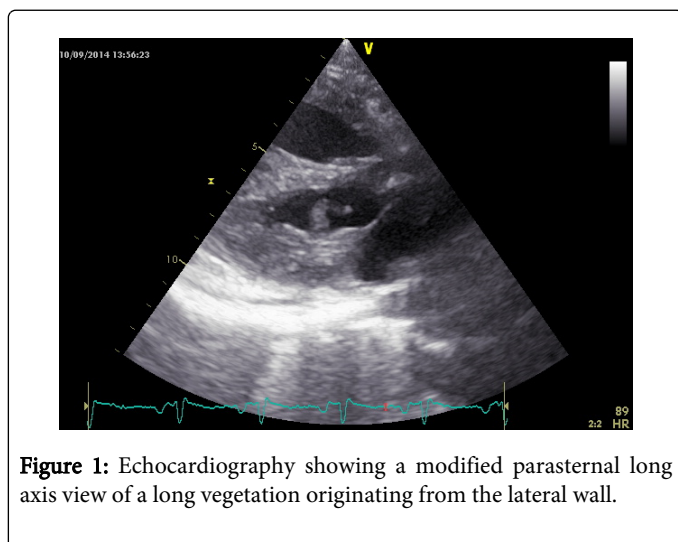 10/09/2014 13:56:23
V
5
10
89
2:2 HR
Figure 1: Echocardiography showing a modified parasternal long
axis view of a long vegetation originating from the lateral wall.